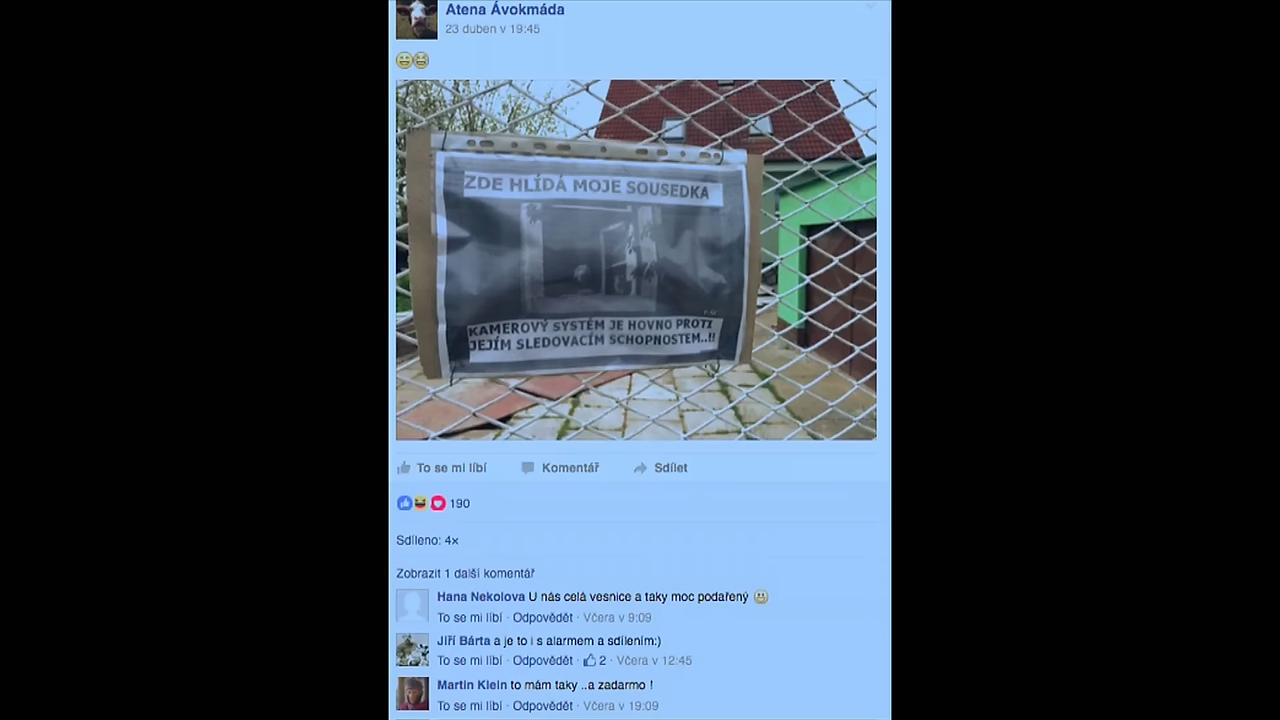 Atena Ávokmáda
23 duben v 19:45
ZDE HLÍDÁ MOJE SOUSEDKA
KAMEROVÝ SYSTÉM JE HOVNO PROTI
JEJÍM SLEDOVACÍM SCHOPNOSTEM..!!
To se mi líbí Komentář Sdílet
190
Sdíleno: 4×
Zobrazit 1 další komentář
Hana Nekolova U nás celá vesnice a taky moc podařený
To se mi líbí · Odpovědět · Včera v 9:09
Jiří Bárta a je to i s alarmem a sdílením:)
To se mi líbí · Odpovědět · 2 · Včera v 12:45
Martin Klein to mám taky ..a zadarmo !
To se mi líbí · Odpovědět · Včera v 19:09